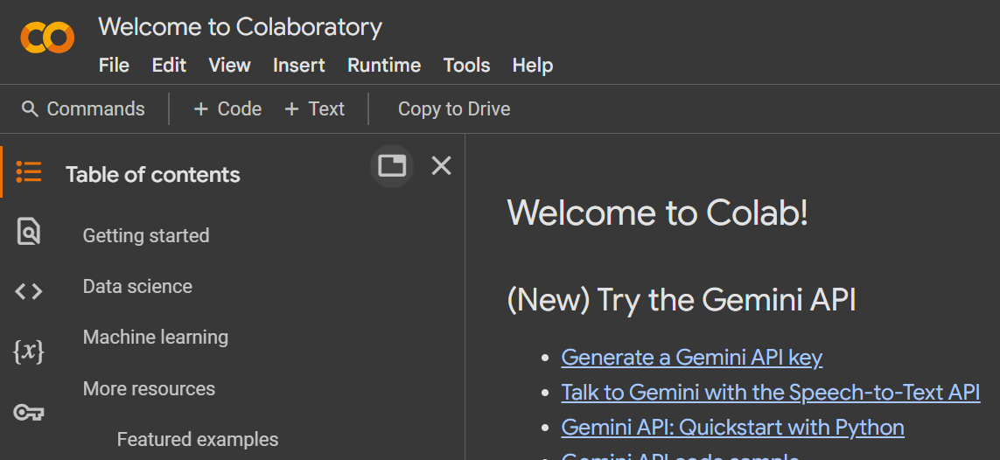 Welcome to Colaboratory
File Edit View Insert Runtime Tools Help
Commands + Code + Text Copy to Drive
Table of contents
Getting started
Data science
Machine learning
{x}
More resources
Featured examples
Welcome to Colab!
(New) Try the Gemini API
Generate a Gemini API key
Talk to Gemini with the Speech-to-Text API
Gemini API: Quickstart with Python
Gemini API code sample